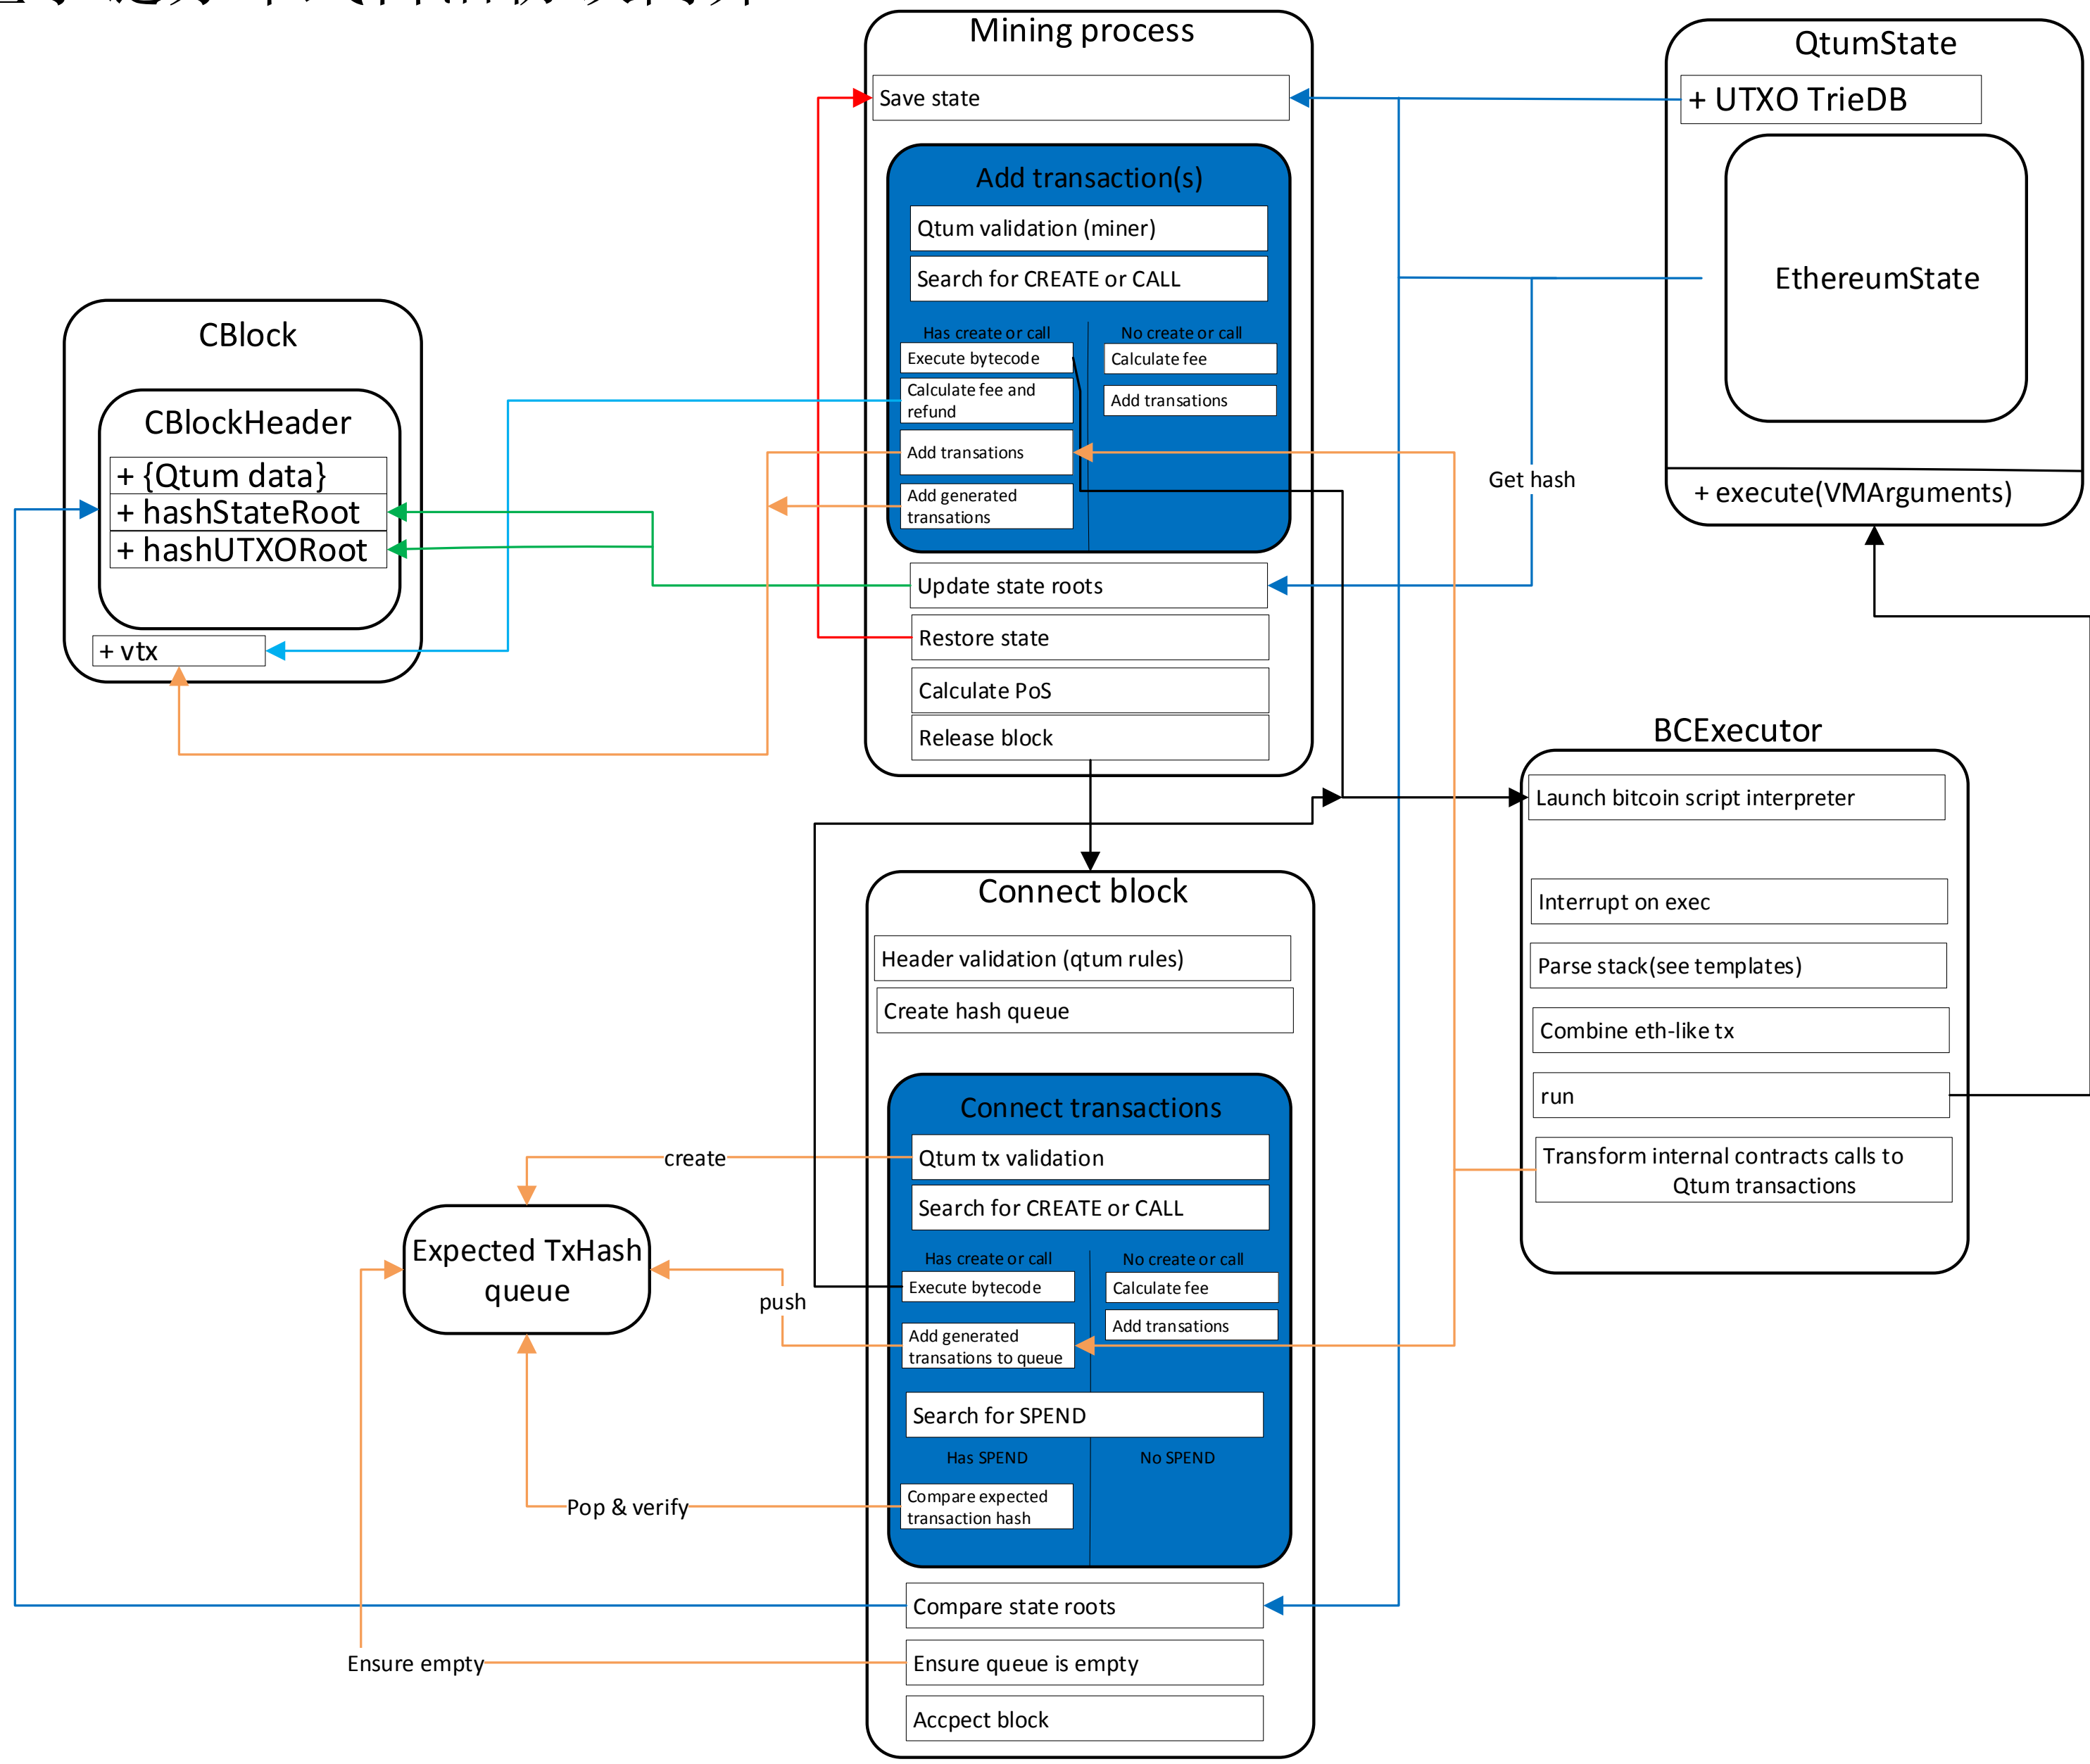 Mining process
Save state
Add transaction(s)
Qtum validation (miner)
Search for CREATE or CALL
Has create or call
No create or call
Execute bytecode
Calculate fee
Calculate fee and
refund
Add transations
Add transations
Add generated
transations
Update state roots
Restore state
Calculate PoS
Release block
QtumState
+ UTXO TrieDB
EthereumState
+ execute(VMArguments)
Get hash
CBlock
CBlockHeader
+ {Qtum data}
+ hashStateRoot
+ hashUTXORoot
+ vtx
BCExecutor
Launch bitcoin script interpreter
Interrupt on exec
Parse stack(see templates)
Combine eth-like tx
run
Transform internal contracts calls to
Qtum transactions
Connect block
Header validation (qtum rules)
Create hash queue
Connect transactions
Qtum tx validation
Search for CREATE or CALL
Has create or call
No create or call
Execute bytecode
Calculate fee
Add transations
Add generated
transations to queue
Search for SPEND
Has SPEND
No SPEND
Compare expected
transaction hash
Compare state roots
Ensure queue is empty
Accpect block
create
Expected TxHash
queue
push
Pop & verify
Ensure empty